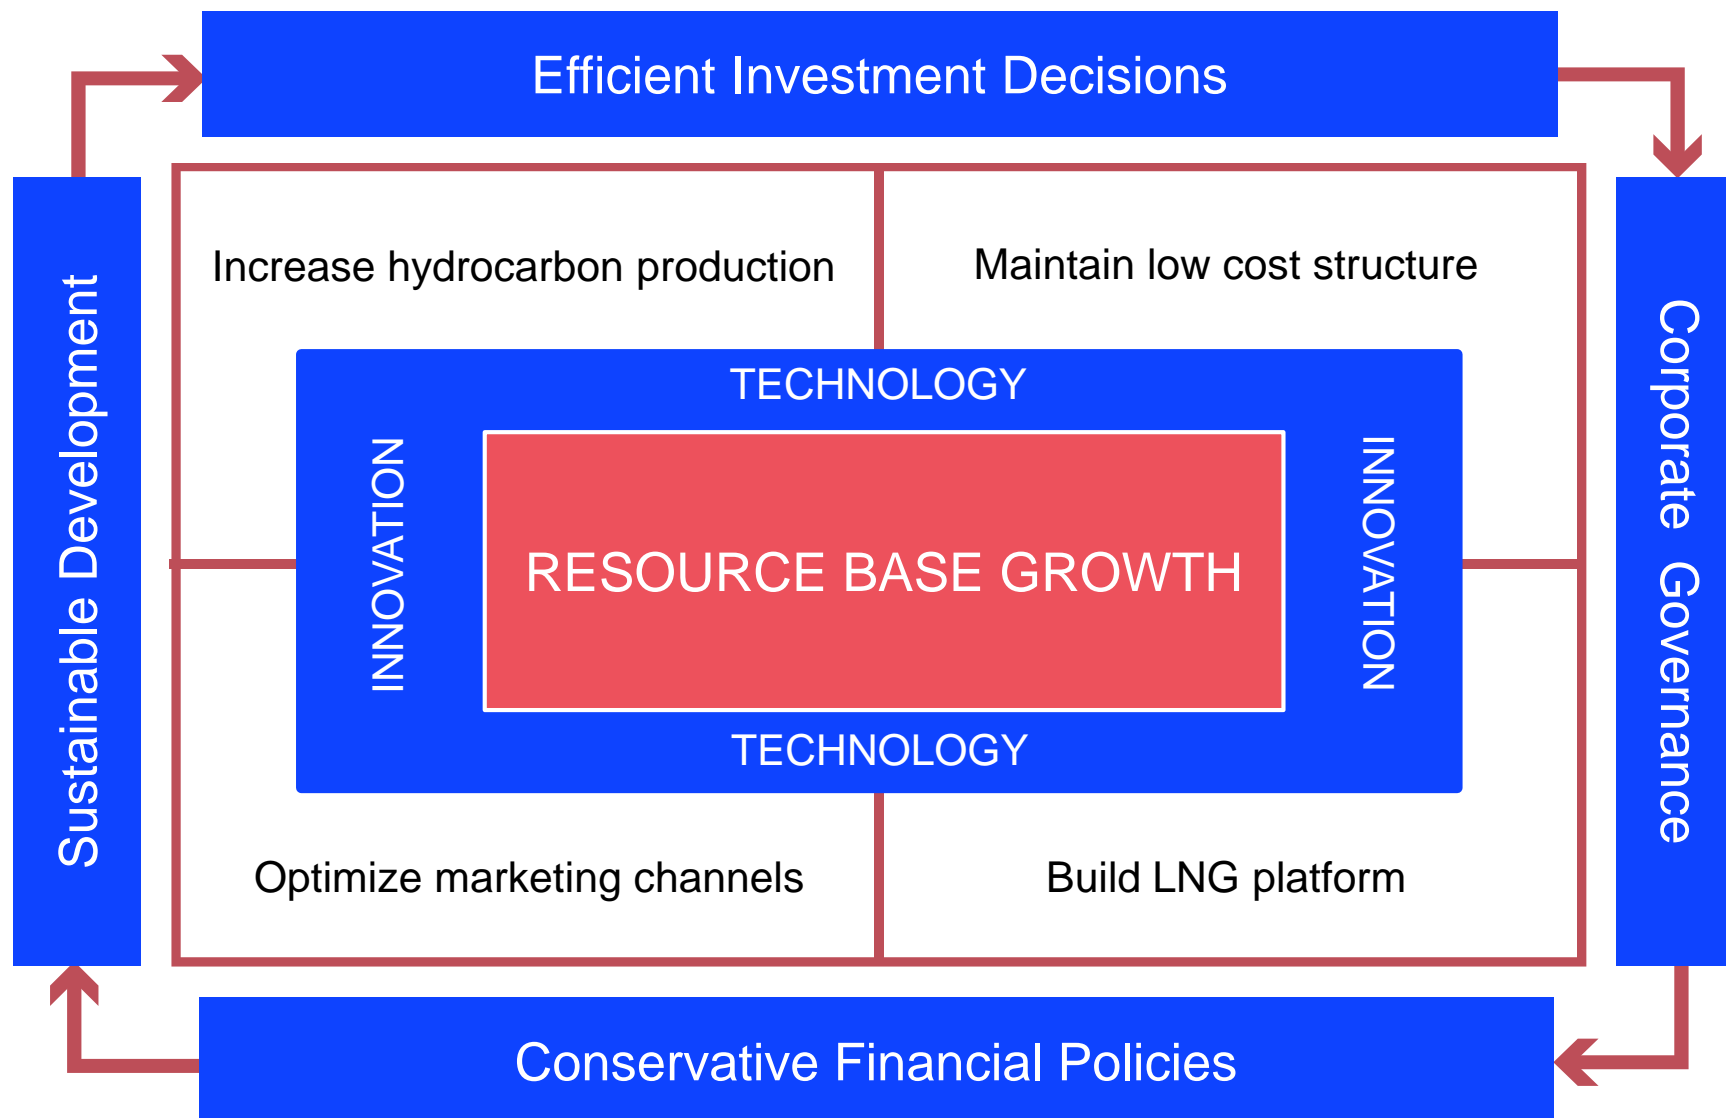 Efficient Investment Decisions
Increase hydrocarbon production
Maintain low cost structure
Sustainable Development
Corporate Governance
TECHNOLOGY
INNOVATION
RESOURCE BASE GROWTH
INNOVATION
TECHNOLOGY
Optimize marketing channels
Build LNG platform
Conservative Financial Policies